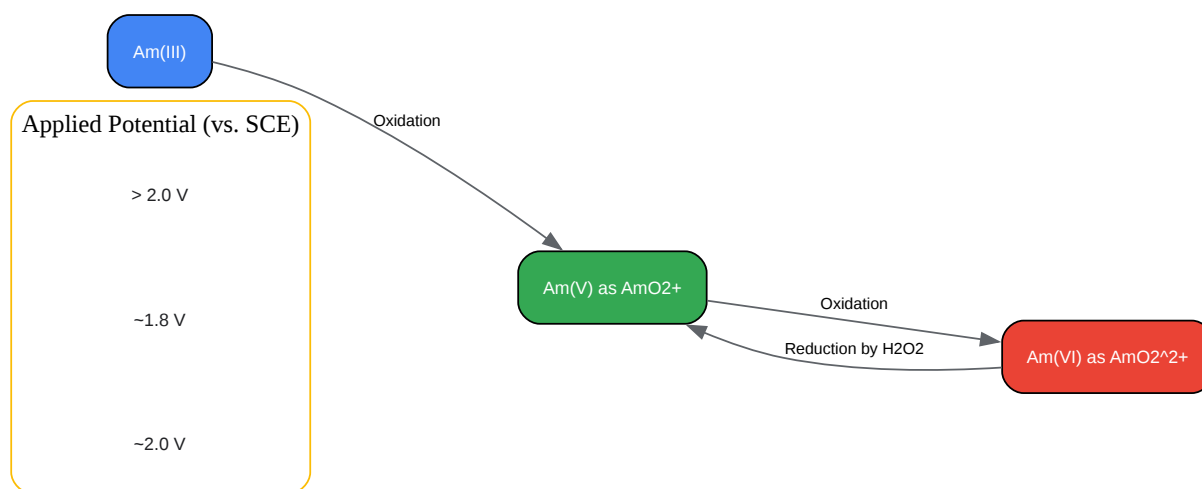 Am(III)
Applied Potential (vs. SCE)
Oxidation
> 2.0 V
Am(V) as AmO2+
Oxidation
~1.8 V
Reduction by H2O2
Am(VI) as AmO2^2+
~2.0 V